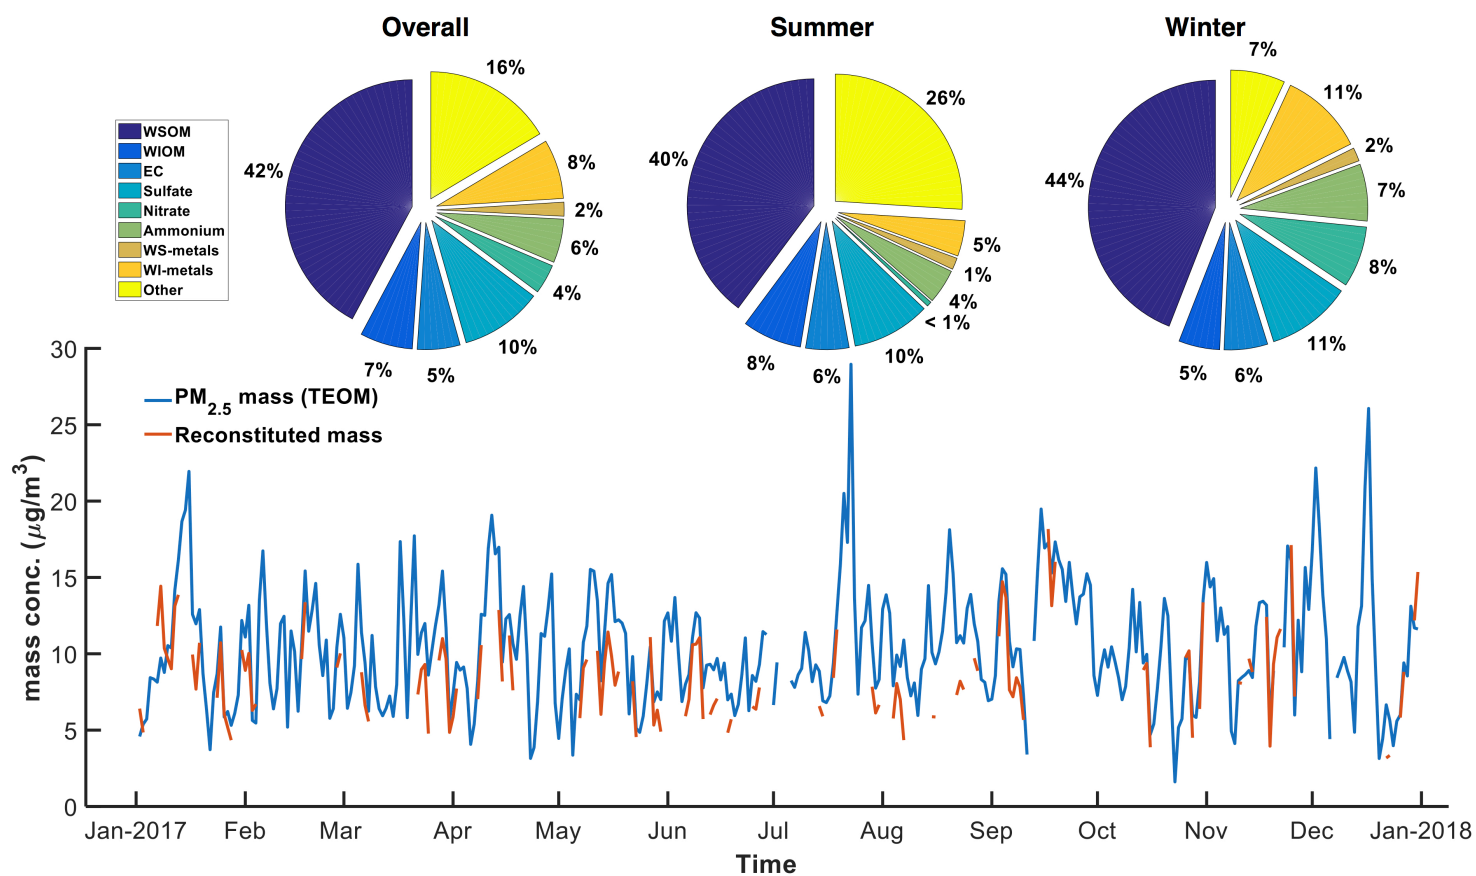 Overall
Summer
Winter
16%
8%
2%
6%
4%
10%
5%
7%
42%
26%
5%
1%
4%
< 1%
10%
6%
8%
40%
7%
11%
2%
7%
8%
11%
6%
5%
44%
WSOM
WIOM
EC
Sulfate
Nitrate
Ammonium
WS-metals
WI-metals
Other
PM2.5 mass (TEOM)
Reconstituted mass
mass conc. (μg/m3)
30
25
20
15
10
5
0
Jan-2017 Feb Mar Apr May Jun Jul Aug Sep Oct Nov Dec Jan-2018
Time